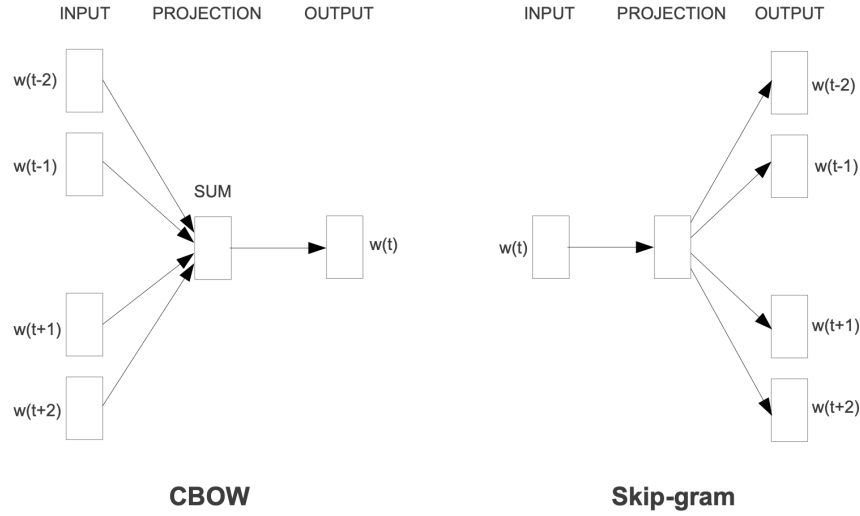 INPUT PROJECTION OUTPUT
w(t-2)
w(t-1)
SUM
w(t)
w(t+1)
w(t+2)
CBOW
INPUT PROJECTION OUTPUT
w(t-2)
w(t-1)
w(t)
w(t+1)
w(t+2)
Skip-gram